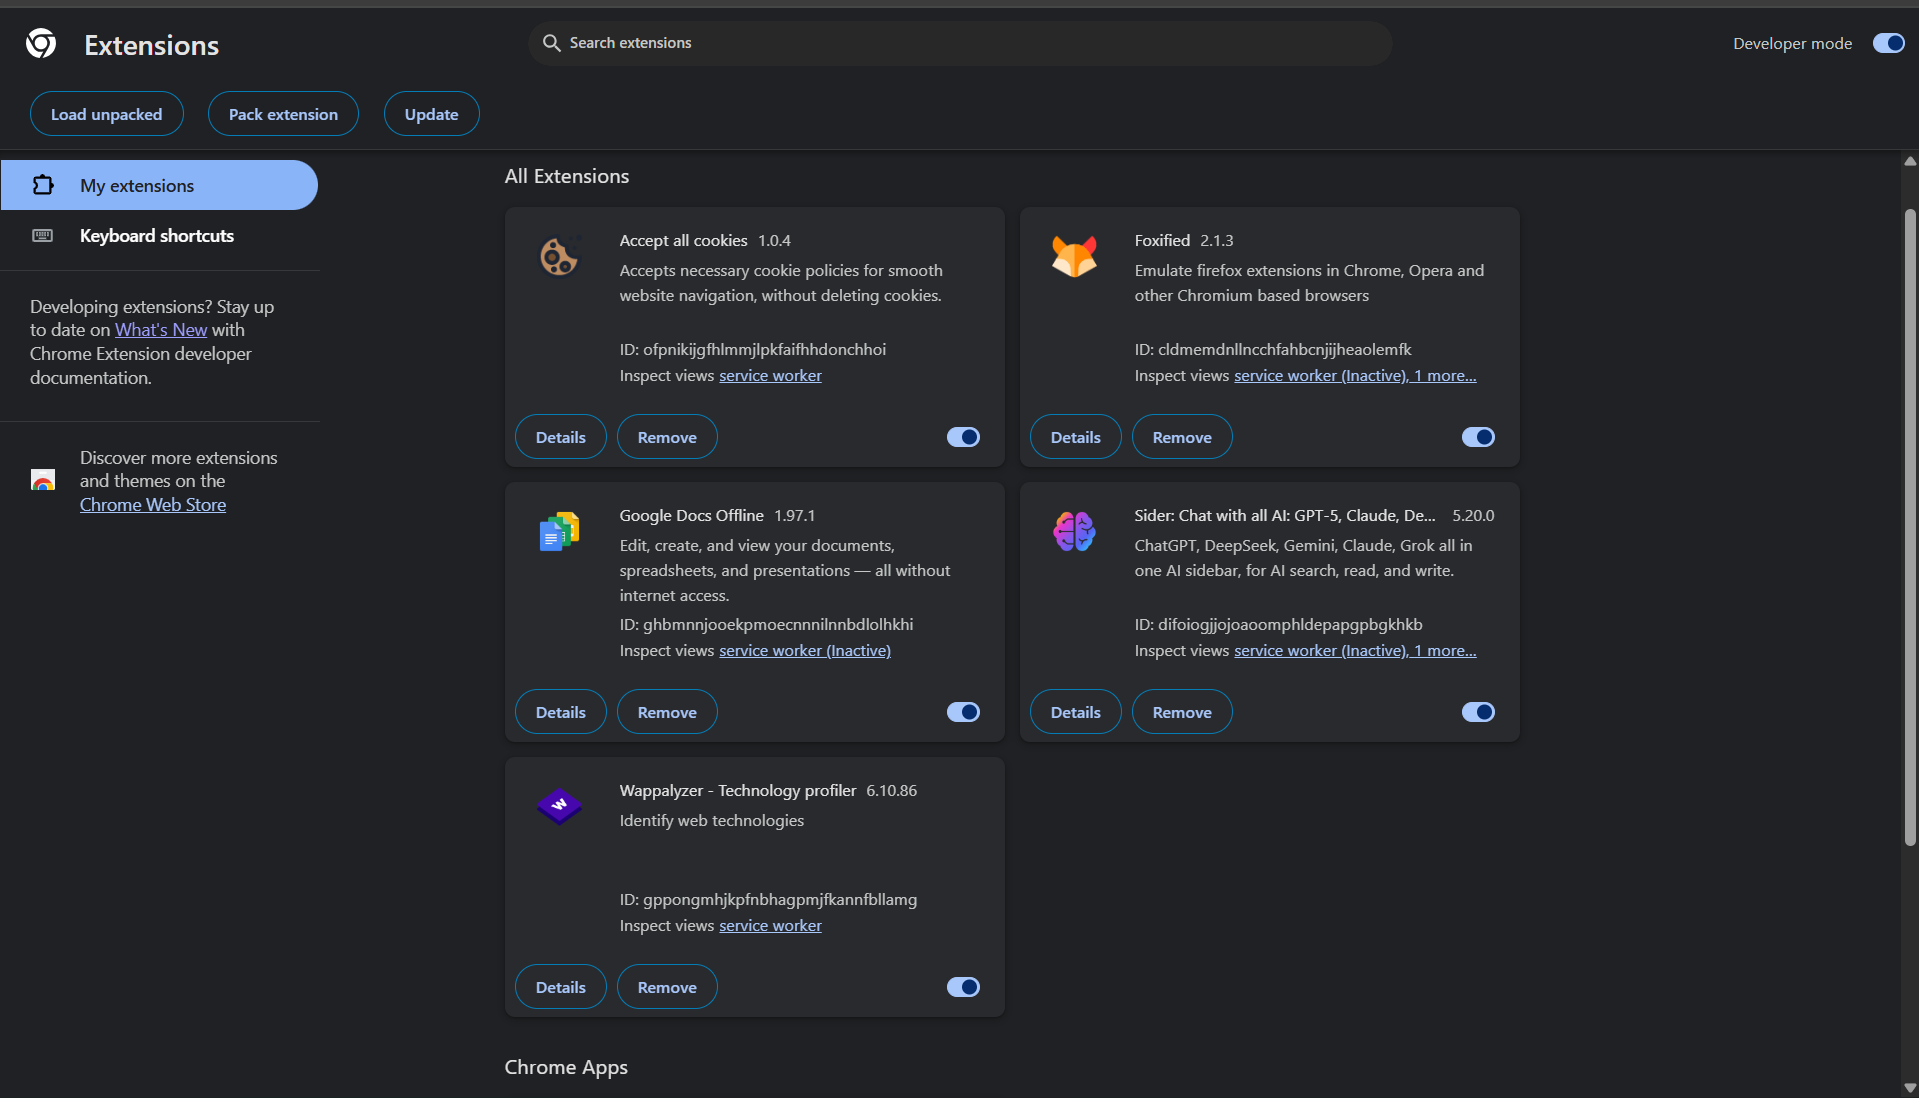 Extensions
Search extensions
Developer mode
Load unpacked
Pack extension
Update
My extensions
Keyboard shortcuts
Developing extensions? Stay up
to date on What's New with
Chrome Extension developer
documentation.
Discover more extensions
and themes on the
Chrome Web Store
All Extensions
Accept all cookies 1.0.4
Accepts necessary cookie policies for smooth
website navigation, without deleting cookies.
ID: ofpnikijgfhlmmjlpkfaifhhdonchhoi
Inspect views service worker
Details
Remove
Foxified 2.1.3
Emulate firefox extensions in Chrome, Opera and
other Chromium based browsers
ID: cldmemdnllncchfahbcnjijheaolemfk
Inspect views service worker (Inactive), 1 more...
Details
Remove
Google Docs Offline 1.97.1
Edit, create, and view your documents,
spreadsheets, and presentations — all without
internet access.
ID: ghbmnnjooekpmoecnnnilnnbdlolhkhi
Inspect views service worker (Inactive)
Details
Remove
Sider: Chat with all AI: GPT-5, Claude, De... 5.20.0
ChatGPT, DeepSeek, Gemini, Claude, Grok all in
one AI sidebar, for AI search, read, and write.
ID: difoiogjjojoaoomphldepapgpbgkhkb
Inspect views service worker (Inactive), 1 more...
Details
Remove
W
Wappalyzer - Technology profiler 6.10.86
Identify web technologies
ID: gppongmhjkpfnbhagpmjfkannfbllamg
Inspect views service worker
Details
Remove
Chrome Apps